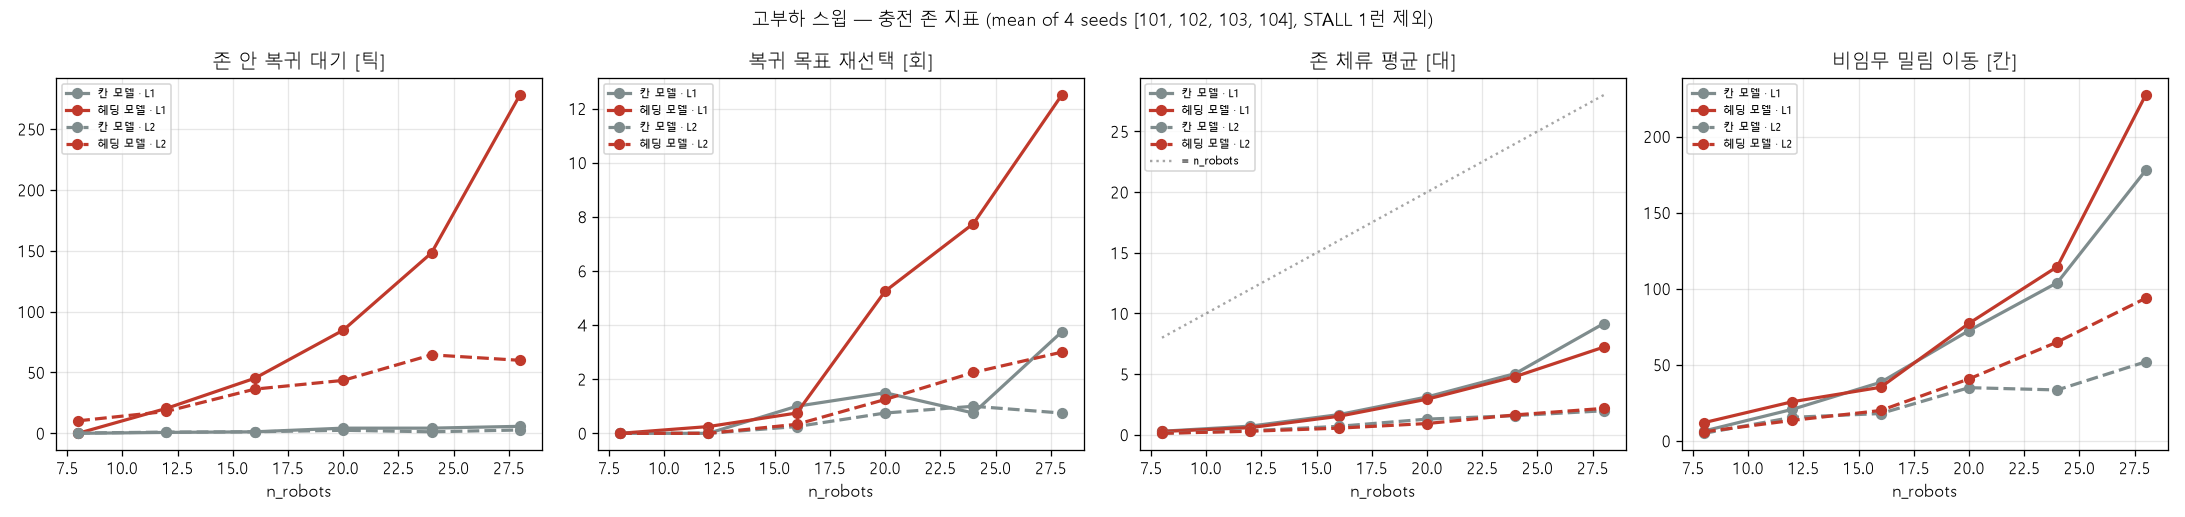 고부하 스윕 — 충전 존 지표 (mean of 4 seeds [101, 102, 103, 104], STALL 1런 제외)
존 안 복귀 대기 [틱]
칸 모델 · L1
헤딩 모델 · L1
칸 모델 · L2
헤딩 모델 · L2
250
200
150
100
50
0
7.5 10.0 12.5 15.0 17.5 20.0 22.5 25.0 27.5
n_robots
복귀 목표 재선택 [회]
칸 모델 · L1
헤딩 모델 · L1
칸 모델 · L2
헤딩 모델 · L2
12
10
8
6
4
2
0
7.5 10.0 12.5 15.0 17.5 20.0 22.5 25.0 27.5
n_robots
존 체류 평균 [대]
칸 모델 · L1
헤딩 모델 · L1
칸 모델 · L2
헤딩 모델 · L2
= n_robots
25
20
15
10
5
0
7.5 10.0 12.5 15.0 17.5 20.0 22.5 25.0 27.5
n_robots
비임무 밀림 이동 [칸]
칸 모델 · L1
헤딩 모델 · L1
칸 모델 · L2
헤딩 모델 · L2
200
150
100
50
0
7.5 10.0 12.5 15.0 17.5 20.0 22.5 25.0 27.5
n_robots